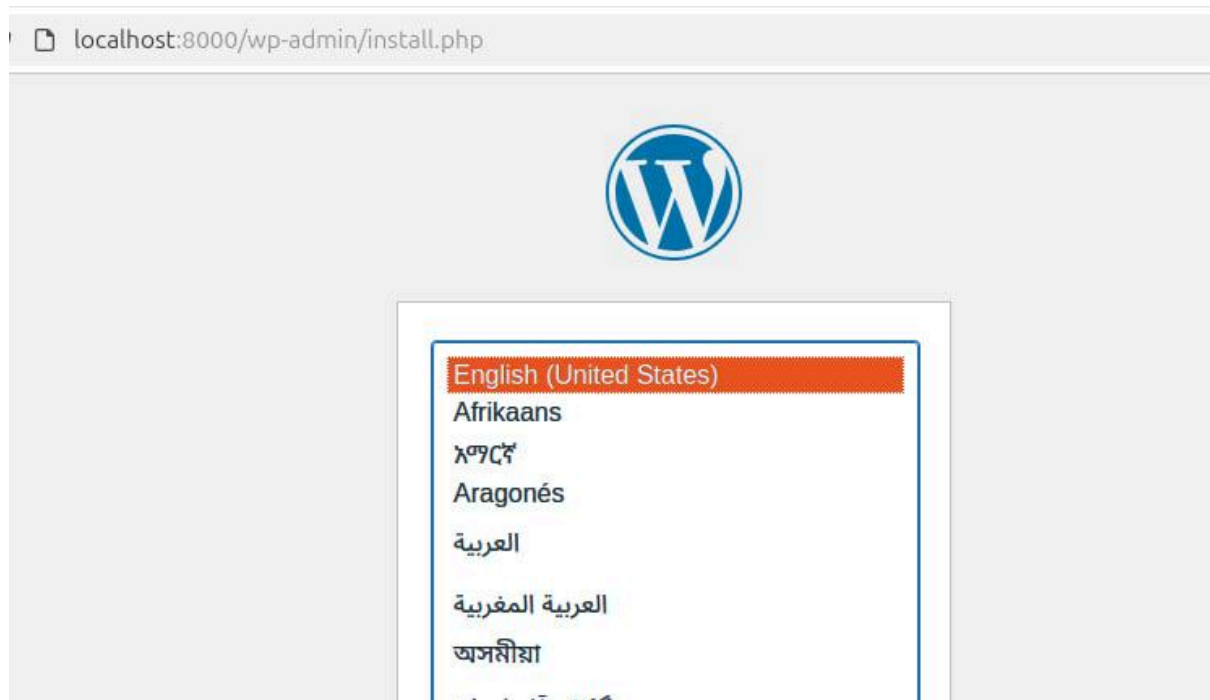 localhost:8000/wp-admin/install.php
English (United States)
Afrikaans
አማርኛ
Aragonés
العربية
العربية المغربية
অসমীয়া